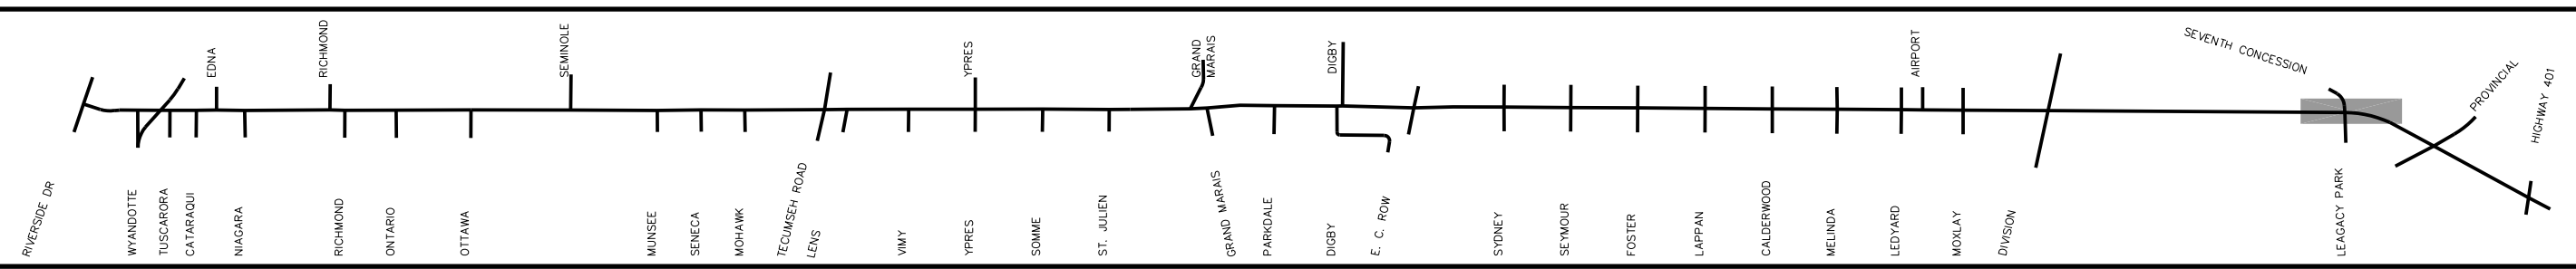 EDNA
RICHMOND
SEMINOLE
YPRES
GRAND
MARAIS
DIGBY
AIRPORT
SEVENTH CONCESSION
PROVINCIAL
HIGHWAY 401
RIVERSIDE DR
WYANDOTTE
TUSCARORA
CATARAQUI
NIAGARA
RICHMOND
ONTARIO
OTTAWA
MUNSEE
SENECA
MOHAWK
TECUMSEH ROAD
LENS
VIMY
YPRES
SOMME
ST. JULIEN
GRAND MARAIS
PARKDALE
DIGBY
E. C. ROW
SYDNEY
SEYMOUR
FOSTER
LAPPAN
CALDERWOOD
MELINDA
LEDYARD
MOXLAY
DIVISION
LEAGACY PARK